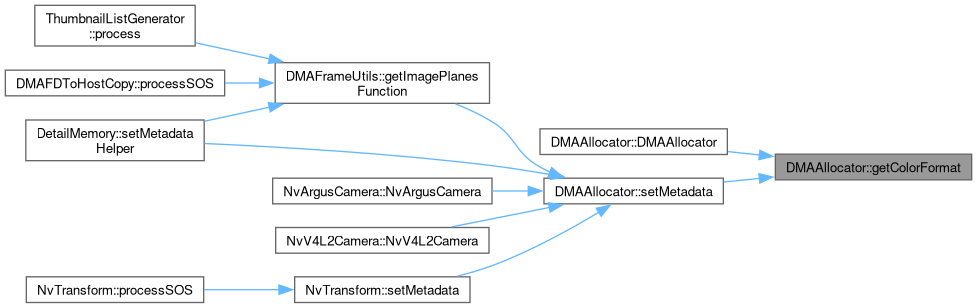 ThumbnailListGenerator
::process
DMAFDToHostCopy::processSOS
DetailMemory::setMetadata
Helper
DMAFrameUtils::getImagePlanes
Function
NvArgusCamera::NvArgusCamera
NvV4L2Camera::NvV4L2Camera
NvTransform::processSOS
NvTransform::setMetadata
DMAAllocator::DMAAllocator
DMAAllocator::setMetadata
DMAAllocator::getColorFormat